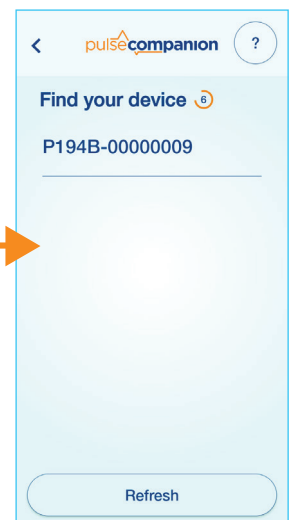 pulsecompanion
?
Find your device 6
P194B-00000009
Refresh